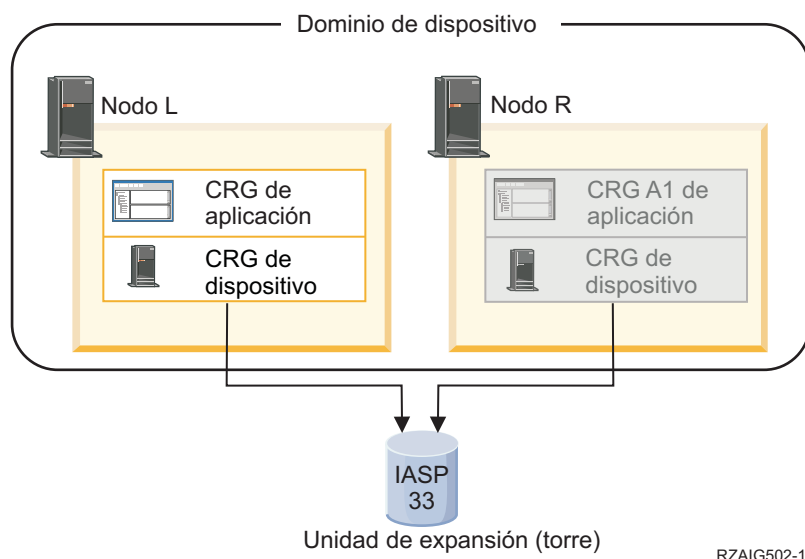 Dominio de dispositivo
Nodo L
Nodo R
CRG de
aplicación
CRG de
dispositivo
CRG A1 de
aplicación
CRG de
dispositivo
IASP
33
Unidad de expansión (torre)
RZAIG502-1